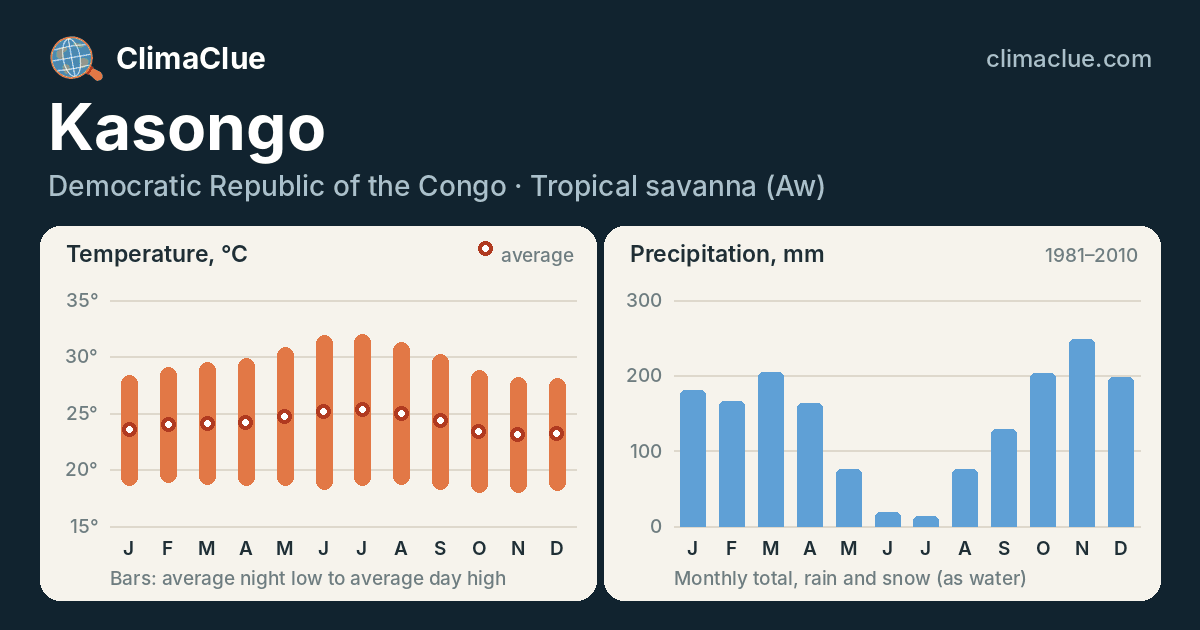 ClimaClue
climaclue.com
Kasongo
Democratic Republic of the Congo · Tropical savanna (Aw)
Temperature, °C
average
35°
30°
25°
20°
15°
J F M A M J J A S O N D
Bars: average night low to average day high
Precipitation, mm
1981–2010
300
200
100
0
J F M A M J J A S O N D
Monthly total, rain and snow (as water)